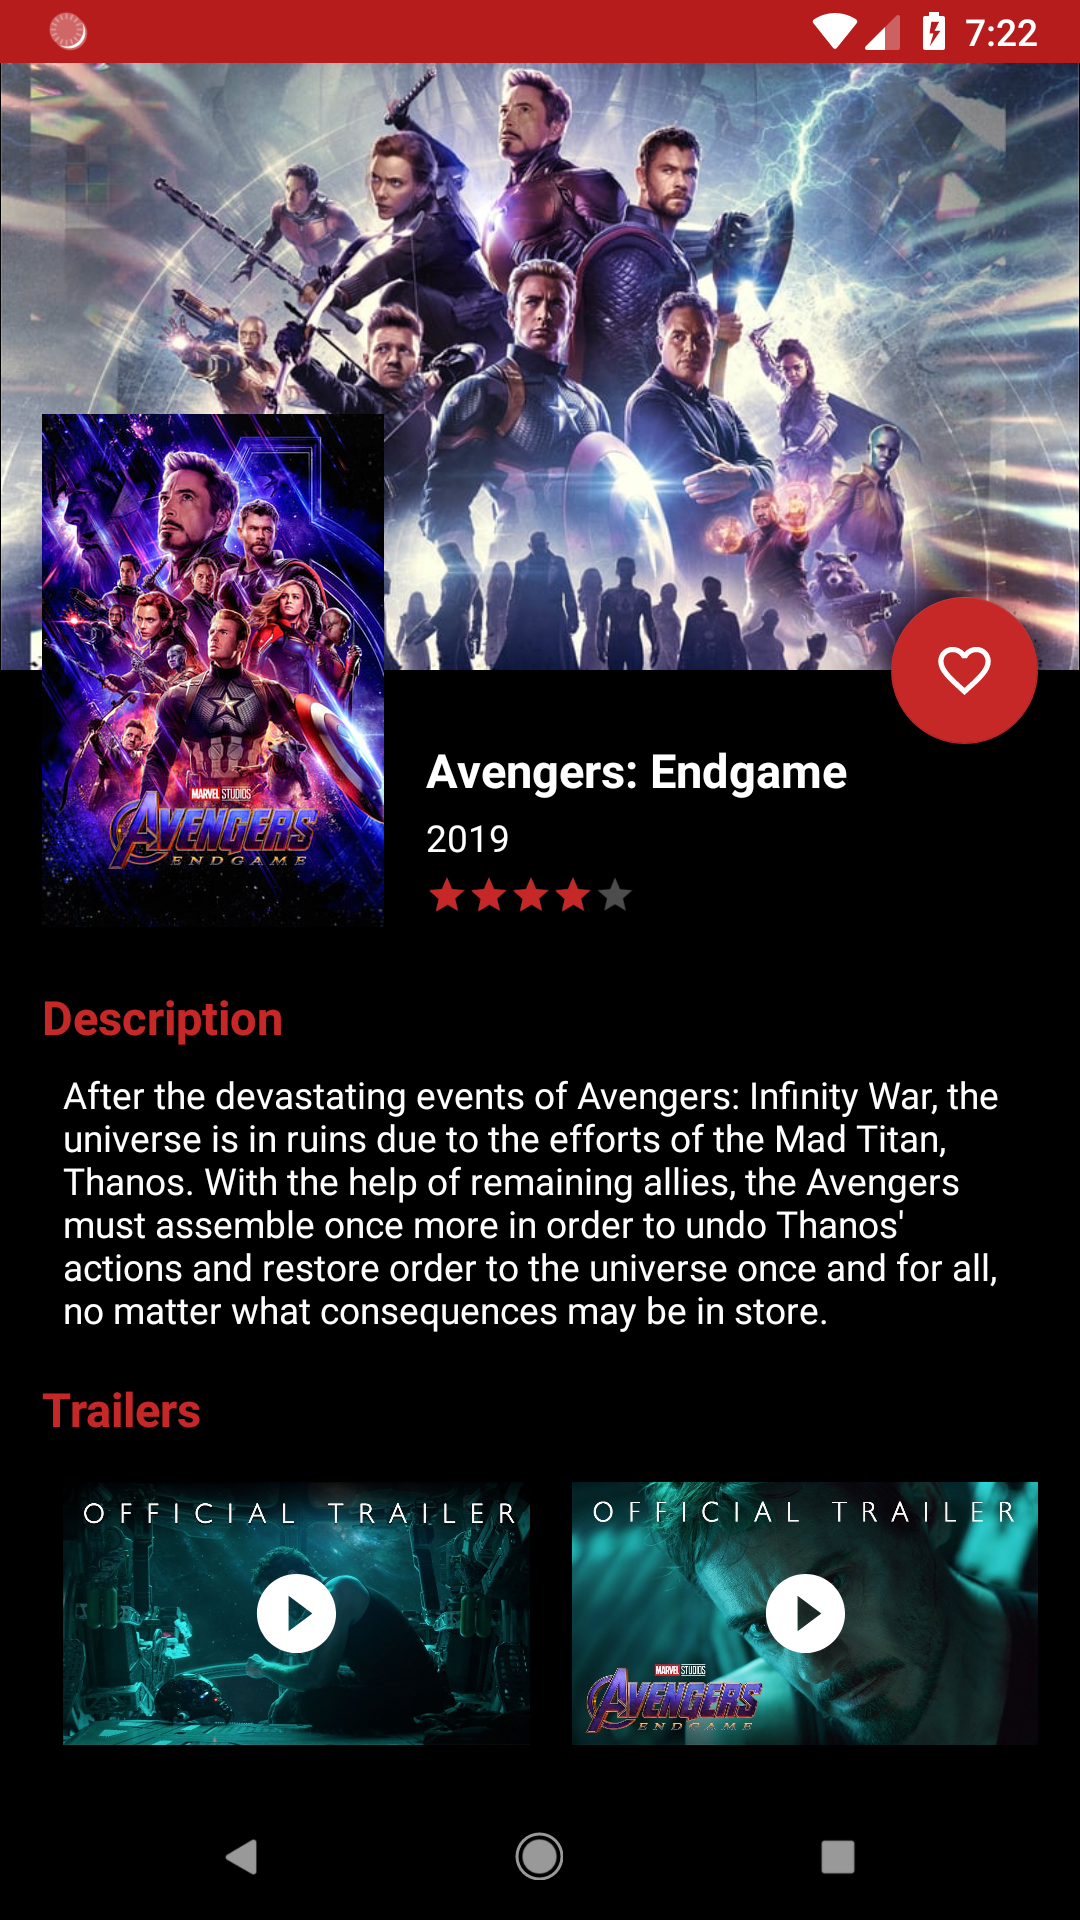 7:22
MARVEL STUDIOS
AVENGERS
ENDGAME
Avengers: Endgame
2019
Description
After the devastating events of Avengers: Infinity War, the
universe is in ruins due to the efforts of the Mad Titan,
Thanos. With the help of remaining allies, the Avengers
must assemble once more in order to undo Thanos'
actions and restore order to the universe once and for all,
no matter what consequences may be in store.
Trailers
OFFICIAL TRAILER
OFFICIAL TRAILER
MARVEL STUDIOS
AVENGERS
ENDGAME